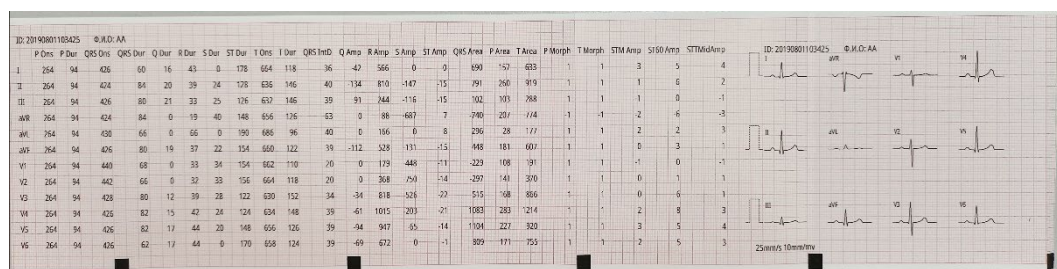 ID: 20190801103425 Ф.И.О: AA
P Ons P Dur QRS Ons QRS Dur Q Dur R Dur S Dur ST Dur T Ons T Dur QRS IntD Q Amp R Amp S Amp ST Amp QRS Area P Area T Area P Morph T Morph STM Amp ST60 Amp STTMidAmp
I 264 94 426 60 16 43 0 178 664 118 36 -42 566 0 0 690 157 633 1 1 3 5 4
II 264 94 424 84 20 39 24 128 636 146 40 -134 810 -147 -15 791 260 919 1 1 1 6 2
III 264 94 426 80 21 33 25 126 632 146 39 91 244 -116 -15 102 103 288 1 1 1 0 -1
aVR 264 94 424 84 0 19 40 148 656 126 63 0 88 -687 7 -740 207 774 -1 -1 -2 -6 -3
aVL 264 94 430 66 0 66 0 190 686 96 40 0 156 0 8 296 28 177 1 1 2 2 3
aVF 264 94 426 80 19 37 22 154 660 122 39 -112 528 -131 -15 448 181 607 1 1 0 3 1
V1 264 94 440 68 0 33 34 154 662 110 20 0 179 -448 -11 -229 108 191 1 1 -1 0 -1
V2 264 94 442 66 0 32 33 156 664 118 20 0 368 750 -14 -297 141 370 1 1 0 1 1
V3 264 94 428 80 12 39 28 122 630 152 34 -34 818 -526 -22 515 168 866 1 1 0 6 1
V4 264 94 426 82 15 42 24 124 634 148 39 -61 1015 203 -21 1083 283 1214 1 1 2 8 3
V5 264 94 426 82 17 44 20 148 656 126 39 -94 947 65 -14 1104 227 920 1 1 3 5 4
V6 264 94 426 62 17 44 0 170 658 124 39 -69 672 0 -1 809 171 755 1 1 2 5 3
ID: 20190801103425 Ф.И.О: AA
I aVR V1 V4
II aVL V2 V5
III aVF V3 V6
25mm/s 10mm/mv